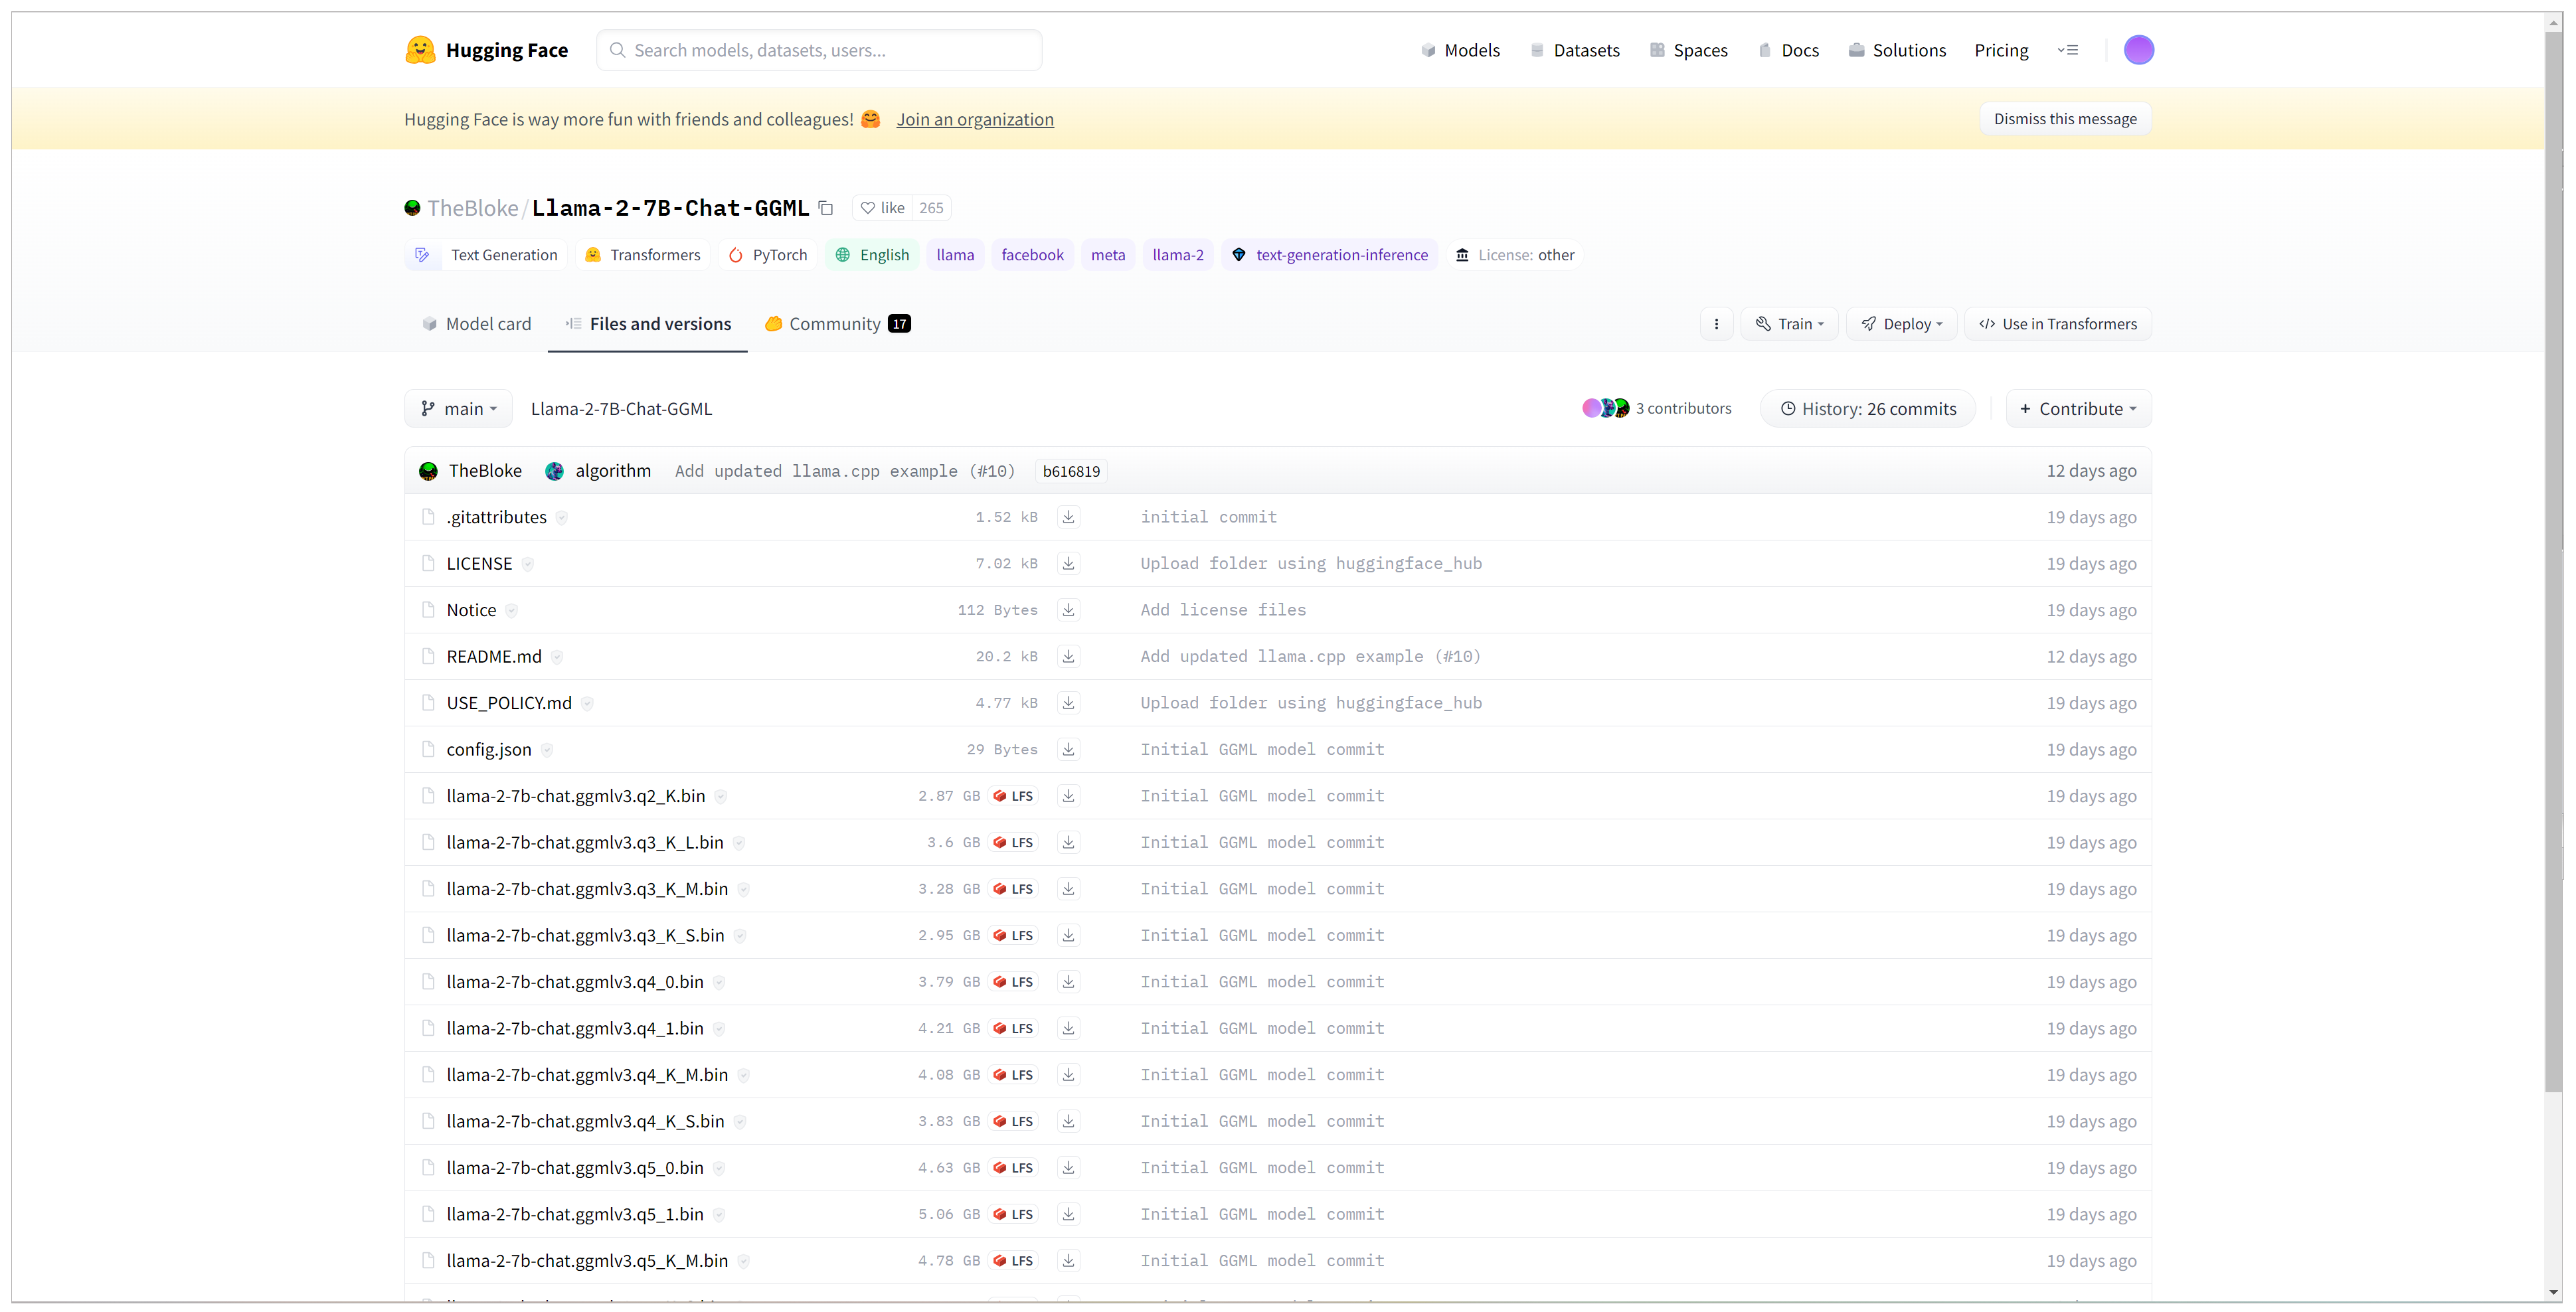 Hugging Face Search models, datasets, users... Models Datasets Spaces Docs Solutions Pricing
Hugging Face is way more fun with friends and colleagues! 🤗 Join an organization Dismiss this message
TheBloke/Llama-2-7B-Chat-GGML like 265
Text Generation Transformers PyTorch English llama facebook meta llama-2 text-generation-inference License: other
Model card Files and versions Community 17 Train Deploy </> Use in Transformers
main Llama-2-7B-Chat-GGML 3 contributors History: 26 commits + Contribute
TheBloke algorithm Add updated llama.cpp example (#10) b616819 12 days ago
.gitattributes 1.52 kB initial commit 19 days ago
LICENSE 7.02 kB Upload folder using huggingface_hub 19 days ago
Notice 112 Bytes Add license files 19 days ago
README.md 20.2 kB Add updated llama.cpp example (#10) 12 days ago
USE_POLICY.md 4.77 kB Upload folder using huggingface_hub 19 days ago
config.json 29 Bytes Initial GGML model commit 19 days ago
llama-2-7b-chat.ggmlv3.q2_K.bin 2.87 GB LFS Initial GGML model commit 19 days ago
llama-2-7b-chat.ggmlv3.q3_K_L.bin 3.6 GB LFS Initial GGML model commit 19 days ago
llama-2-7b-chat.ggmlv3.q3_K_M.bin 3.28 GB LFS Initial GGML model commit 19 days ago
llama-2-7b-chat.ggmlv3.q3_K_S.bin 2.95 GB LFS Initial GGML model commit 19 days ago
llama-2-7b-chat.ggmlv3.q4_0.bin 3.79 GB LFS Initial GGML model commit 19 days ago
llama-2-7b-chat.ggmlv3.q4_1.bin 4.21 GB LFS Initial GGML model commit 19 days ago
llama-2-7b-chat.ggmlv3.q4_K_M.bin 4.08 GB LFS Initial GGML model commit 19 days ago
llama-2-7b-chat.ggmlv3.q4_K_S.bin 3.83 GB LFS Initial GGML model commit 19 days ago
llama-2-7b-chat.ggmlv3.q5_0.bin 4.63 GB LFS Initial GGML model commit 19 days ago
llama-2-7b-chat.ggmlv3.q5_1.bin 5.06 GB LFS Initial GGML model commit 19 days ago
llama-2-7b-chat.ggmlv3.q5_K_M.bin 4.78 GB LFS Initial GGML model commit 19 days ago